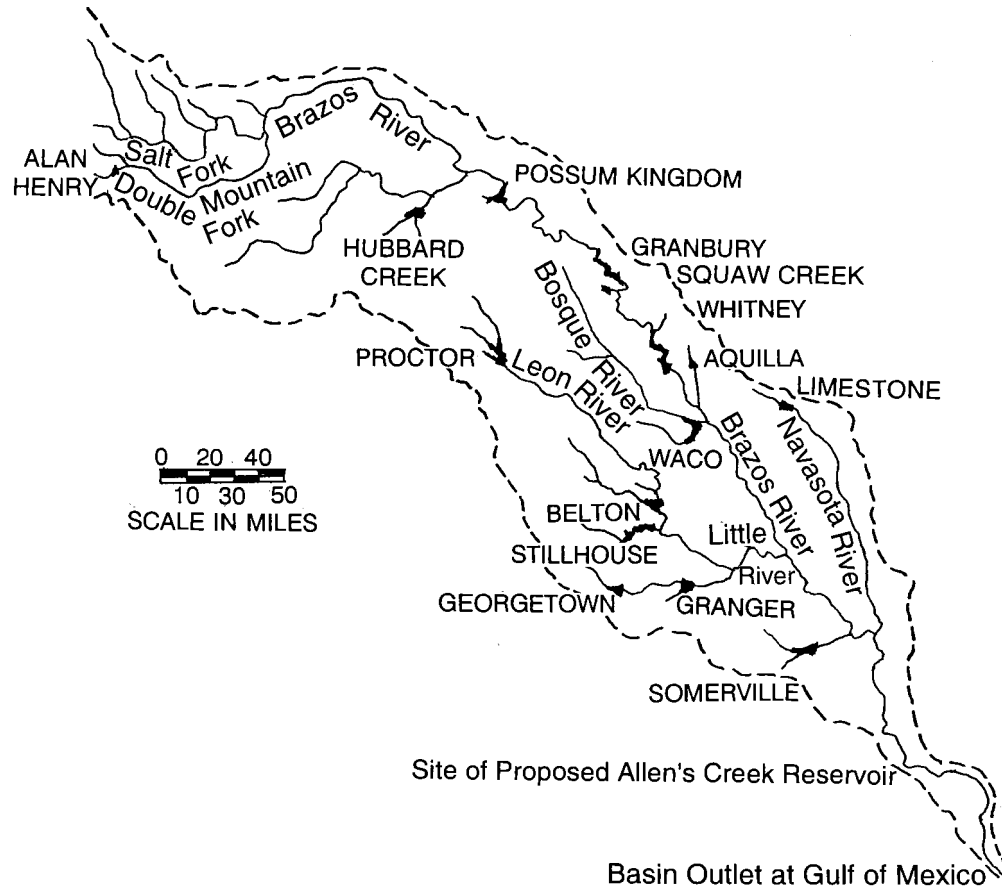 Brazos
River
Salt
Fork
ALAN
HENRY
Double Mountain
Fork
POSSUM KINGDOM
HUBBARD
CREEK
GRANBURY
SQUAW CREEK
WHITNEY
Bosque
River
PROCTOR
Leon River
AQUILLA
LIMESTONE
Navasota River
Brazos River
WACO
0 20 40
10 30 50
SCALE IN MILES
BELTON
STILLHOUSE
Little
River
GEORGETOWN
GRANGER
SOMERVILLE
Site of Proposed Allen's Creek Reservoir
Basin Outlet at Gulf of Mexico